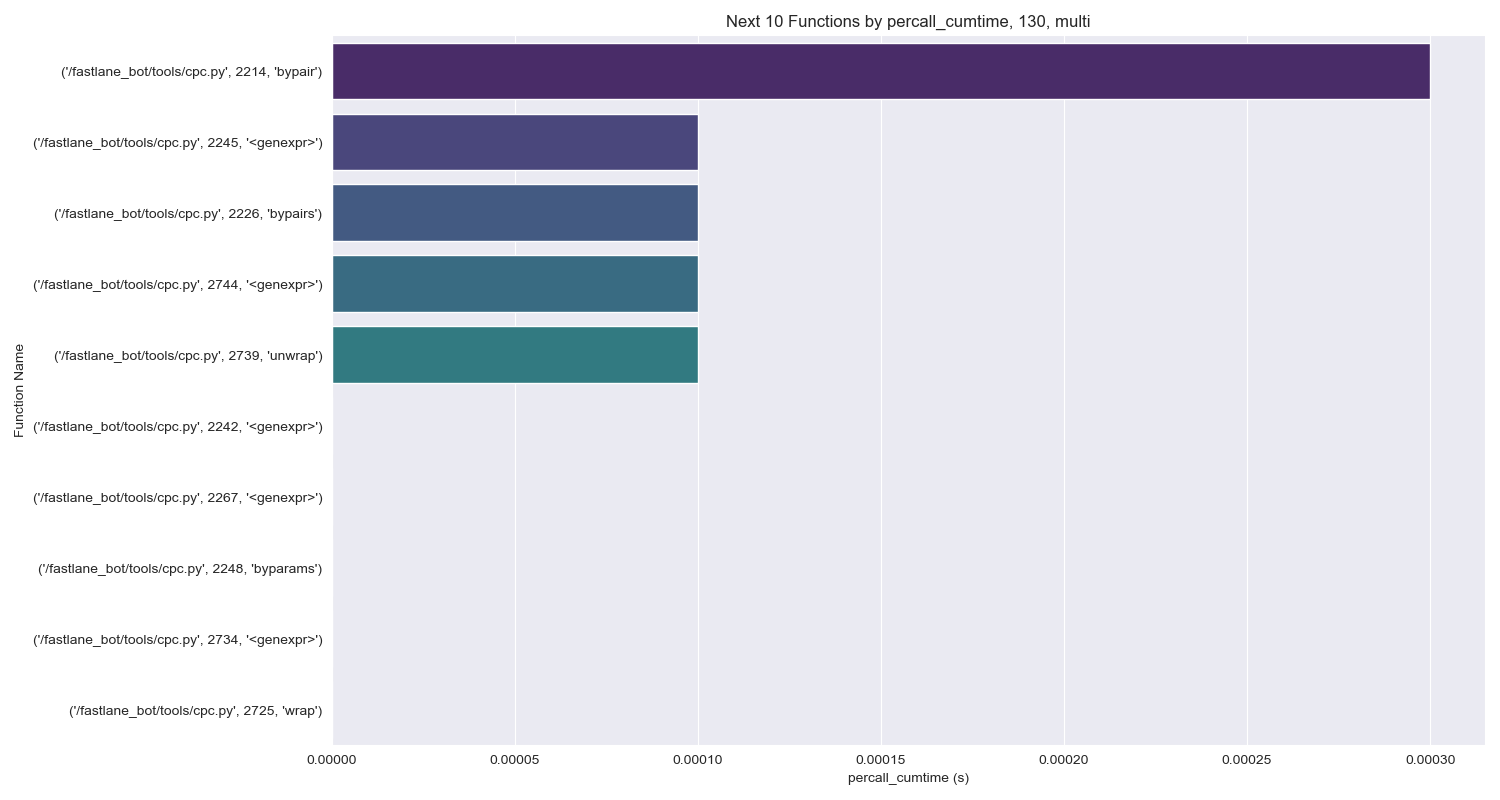 Next 10 Functions by percall_cumtime, 130, multi
('/fastlane_bot/tools/cpc.py', 2214, 'bypair')
('/fastlane_bot/tools/cpc.py', 2245, '<genexpr>')
('/fastlane_bot/tools/cpc.py', 2226, 'bypairs')
('/fastlane_bot/tools/cpc.py', 2744, '<genexpr>')
('/fastlane_bot/tools/cpc.py', 2739, 'unwrap')
('/fastlane_bot/tools/cpc.py', 2242, '<genexpr>')
('/fastlane_bot/tools/cpc.py', 2267, '<genexpr>')
('/fastlane_bot/tools/cpc.py', 2248, 'byparams')
('/fastlane_bot/tools/cpc.py', 2734, '<genexpr>')
('/fastlane_bot/tools/cpc.py', 2725, 'wrap')
Function Name
0.00000 0.00005 0.00010 0.00015 0.00020 0.00025 0.00030
percall_cumtime (s)